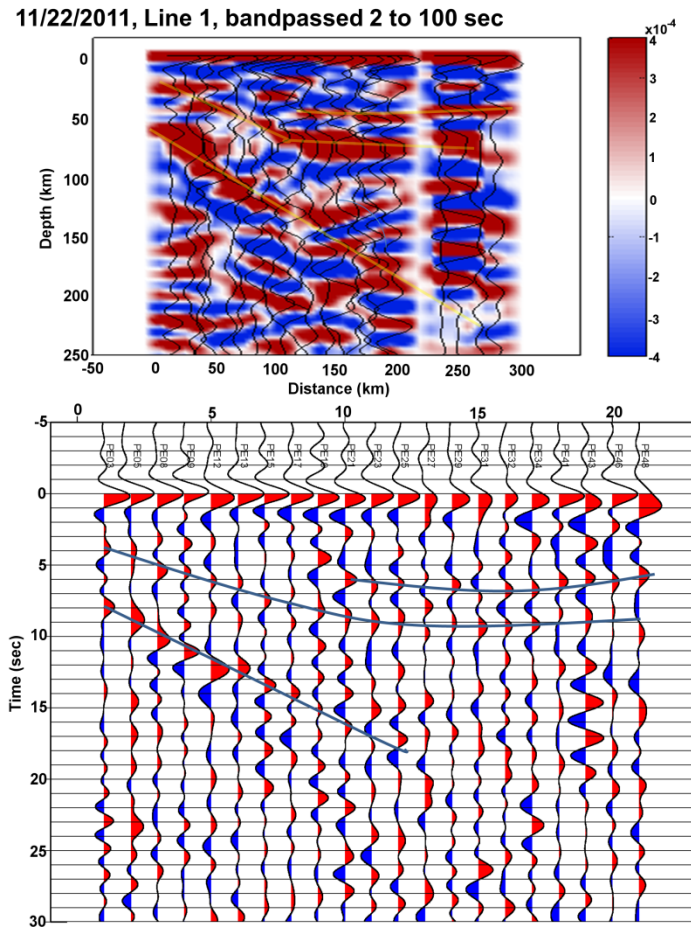 11/22/2011, Line 1, bandpassed 2 to 100 sec
x10⁻⁴
0
50
100
150
200
250
Depth (km)
-50
0
50
100
150
200
250
300
Distance (km)
4
3
2
1
0
-1
-2
-3
-4
0
5
10
15
20
-5
0
5
10
15
20
25
30
Time (sec)
PE03
PE05
PE08
PE09
PE12
PE13
PE15
PE17
PE21
PE23
PE25
PE27
PE29
PE31
PE32
PE34
PE41
PE43
PE46
PE48